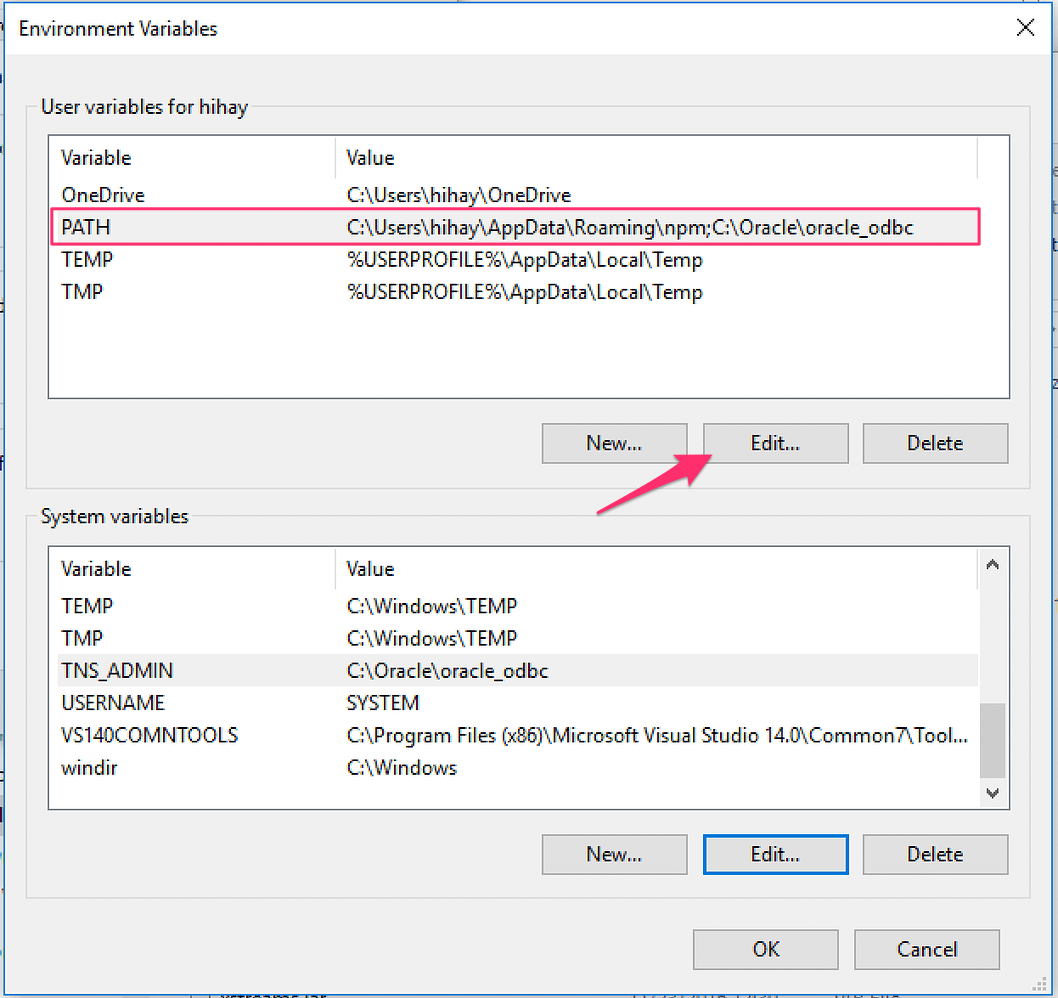 Environment Variables
User variables for hihay
Variable Value
OneDrive C:\Users\hihay\OneDrive
PATH C:\Users\hihay\AppData\Roaming\npm;C:\Oracle\oracle_odbc
TEMP %USERPROFILE%\AppData\Local\Temp
TMP %USERPROFILE%\AppData\Local\Temp
New... Edit... Delete
System variables
Variable Value
TEMP C:\Windows\TEMP
TMP C:\Windows\TEMP
TNS_ADMIN C:\Oracle\oracle_odbc
USERNAME SYSTEM
VS140COMNTOOLS C:\Program Files (x86)\Microsoft Visual Studio 14.0\Common7\Tool...
windir C:\Windows
New... Edit... Delete
OK Cancel